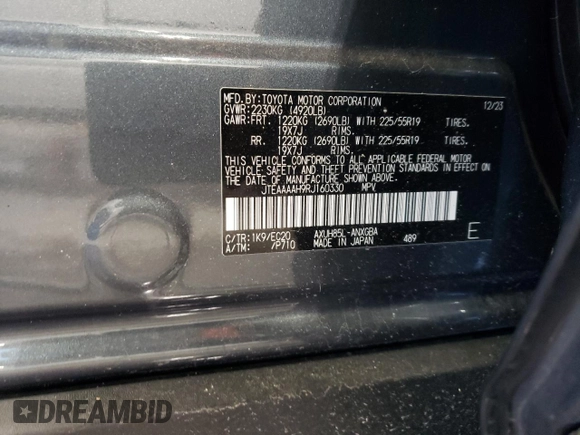 MFD.BY:TOYOTA MOTOR CORPORATION 12/23
GVWR:2230KG (4920LB)
GAWR:FRT. 1220KG (2690LB) WITH 225/55R19 TIRES.
19X7J RIMS.
RR. 1220KG (2690LB) WITH 225/55R19 TIRES.
19X7J RIMS.
THIS VEHICLE CONFORMS TO ALL APPLICABLE FEDERAL MOTOR
VEHICLE SAFETY AND THEFT PREVENTION STANDARDS IN EFFECT ON
THE DATE OF MANUFACTURE SHOWN ABOVE.
JTEAAAAH9RJ160330 MPV
C/TR:1K9/EC20 AXUH85L-ANXGBA
A/TM: /P710 MADE IN JAPAN 489 E
DREAMBID